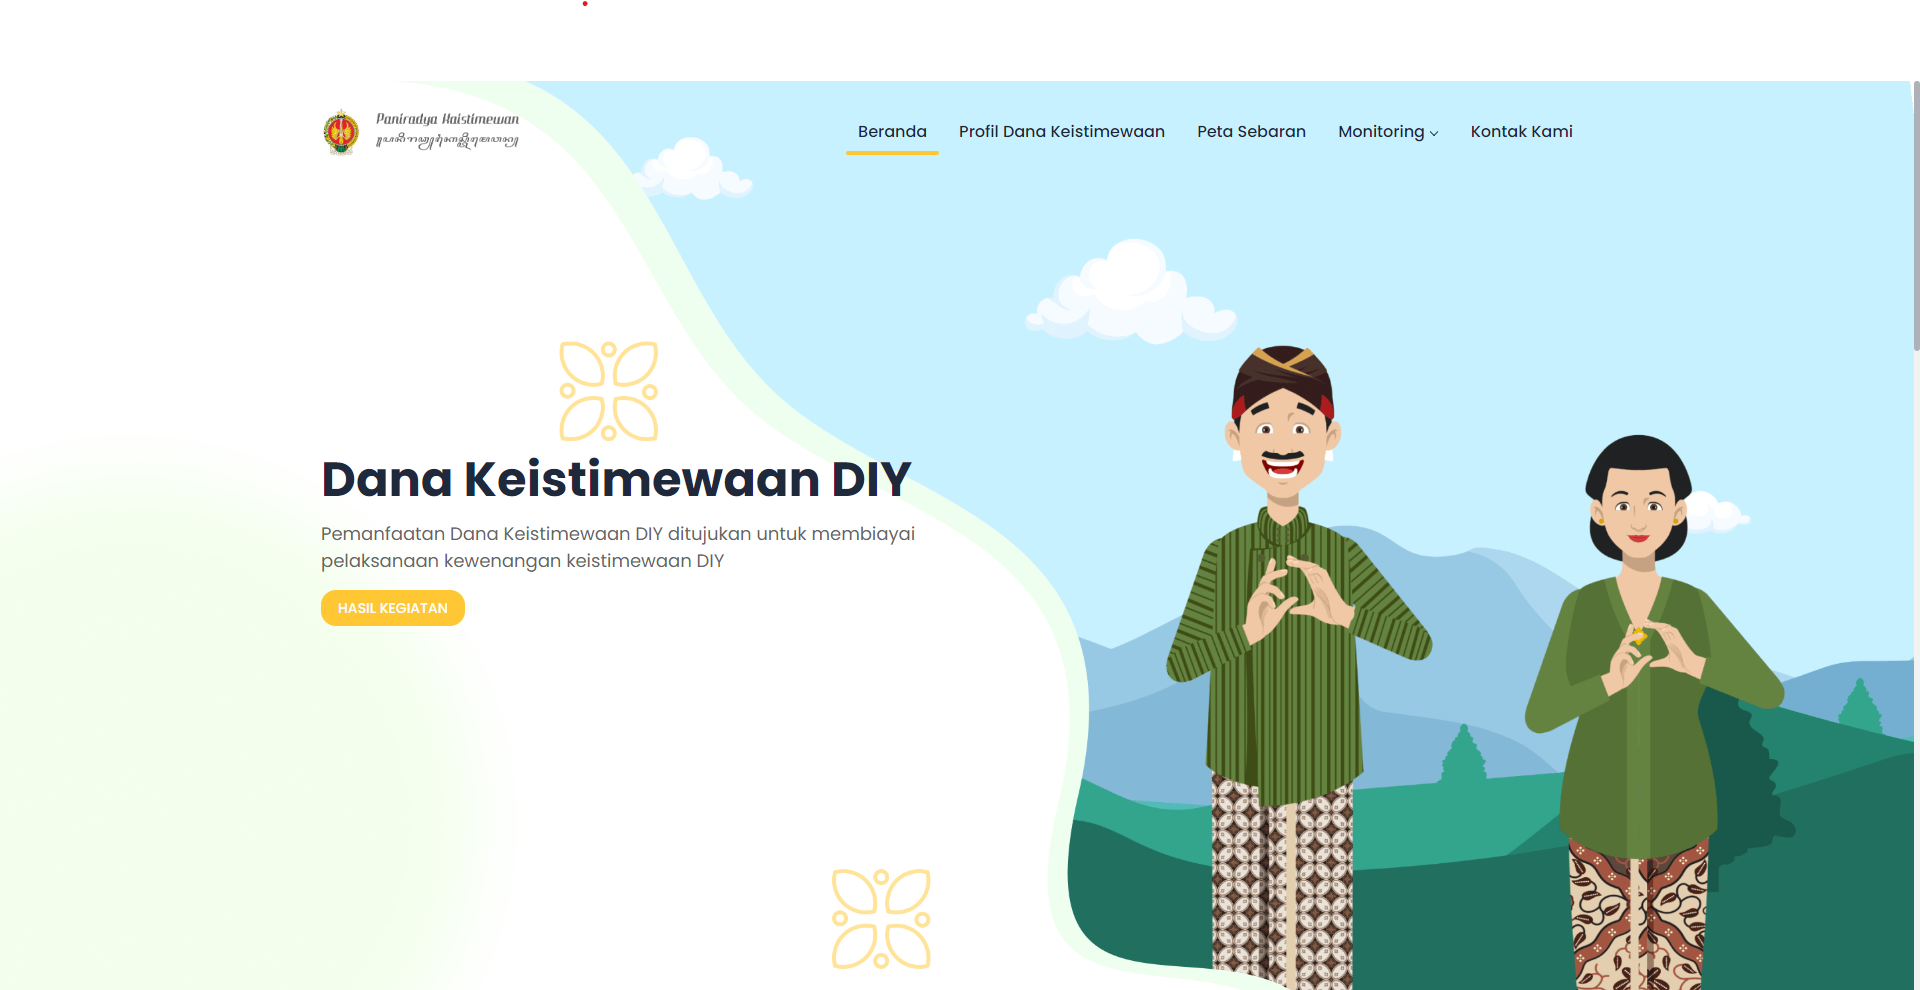 Paniradya Kaistimewan
Beranda
Profil Dana Keistimewaan
Peta Sebaran
Monitoring
Kontak Kami
Dana Keistimewaan DIY
Pemanfaatan Dana Keistimewaan DIY ditujukan untuk membiayai
pelaksanaan kewenangan keistimewaan DIY
HASIL KEGIATAN